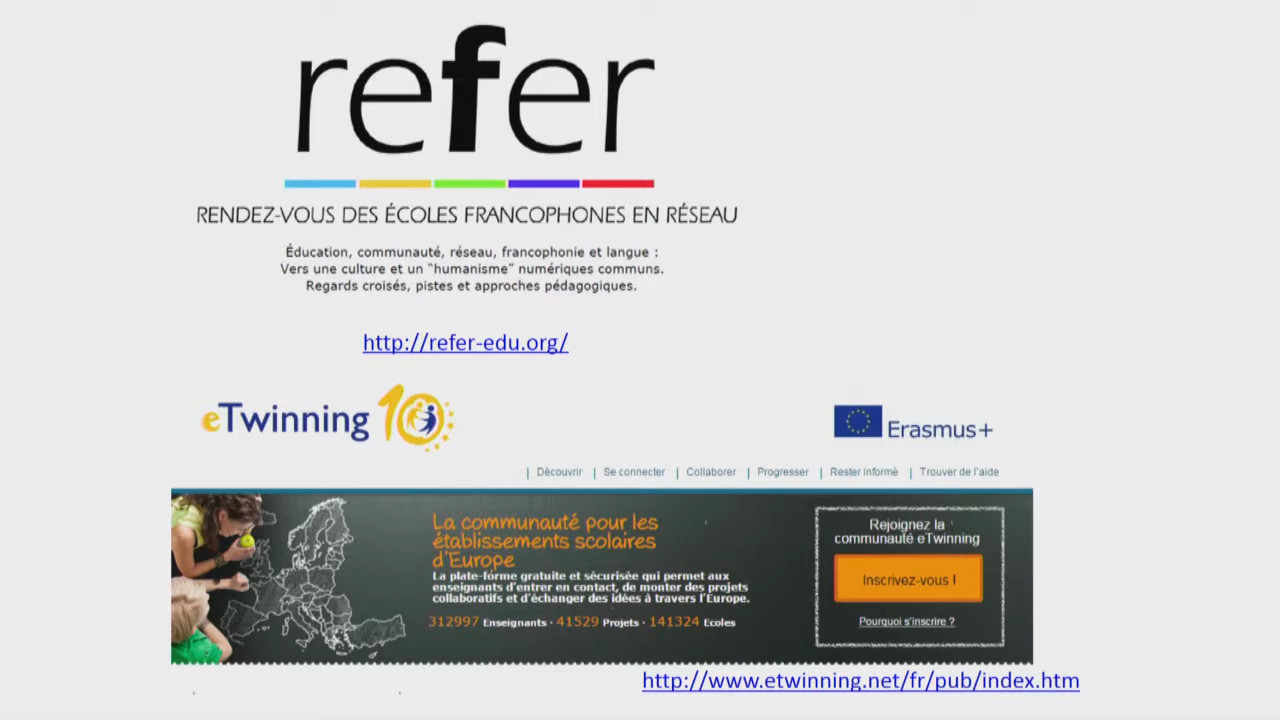 refer
RENDEZ-VOUS DES ÉCOLES FRANCOPHONES EN RÉSEAU
Éducation, communauté, réseau, francophonie et langue :
Vers une culture et un "humanisme" numériques communs.
Regards croisés, pistes et approches pédagogiques.
http://refer-edu.org/
eTwinning 10
Erasmus+
| Découvrir | Se connecter | Collaborer | Progresser | Rester informé | Trouver de l'aide
La communauté pour les
établissements scolaires
d'Europe
La plate-forme gratuite et sécurisée qui permet aux
enseignants d'entrer en contact, de monter des projets
collaboratifs et d'échanger des idées à travers l'Europe.
312997 Enseignants · 41529 Projets · 141324 Ecoles
Rejoignez la
communauté eTwinning
Inscrivez-vous !
Pourquoi s'inscrire ?
http://www.etwinning.net/fr/pub/index.htm